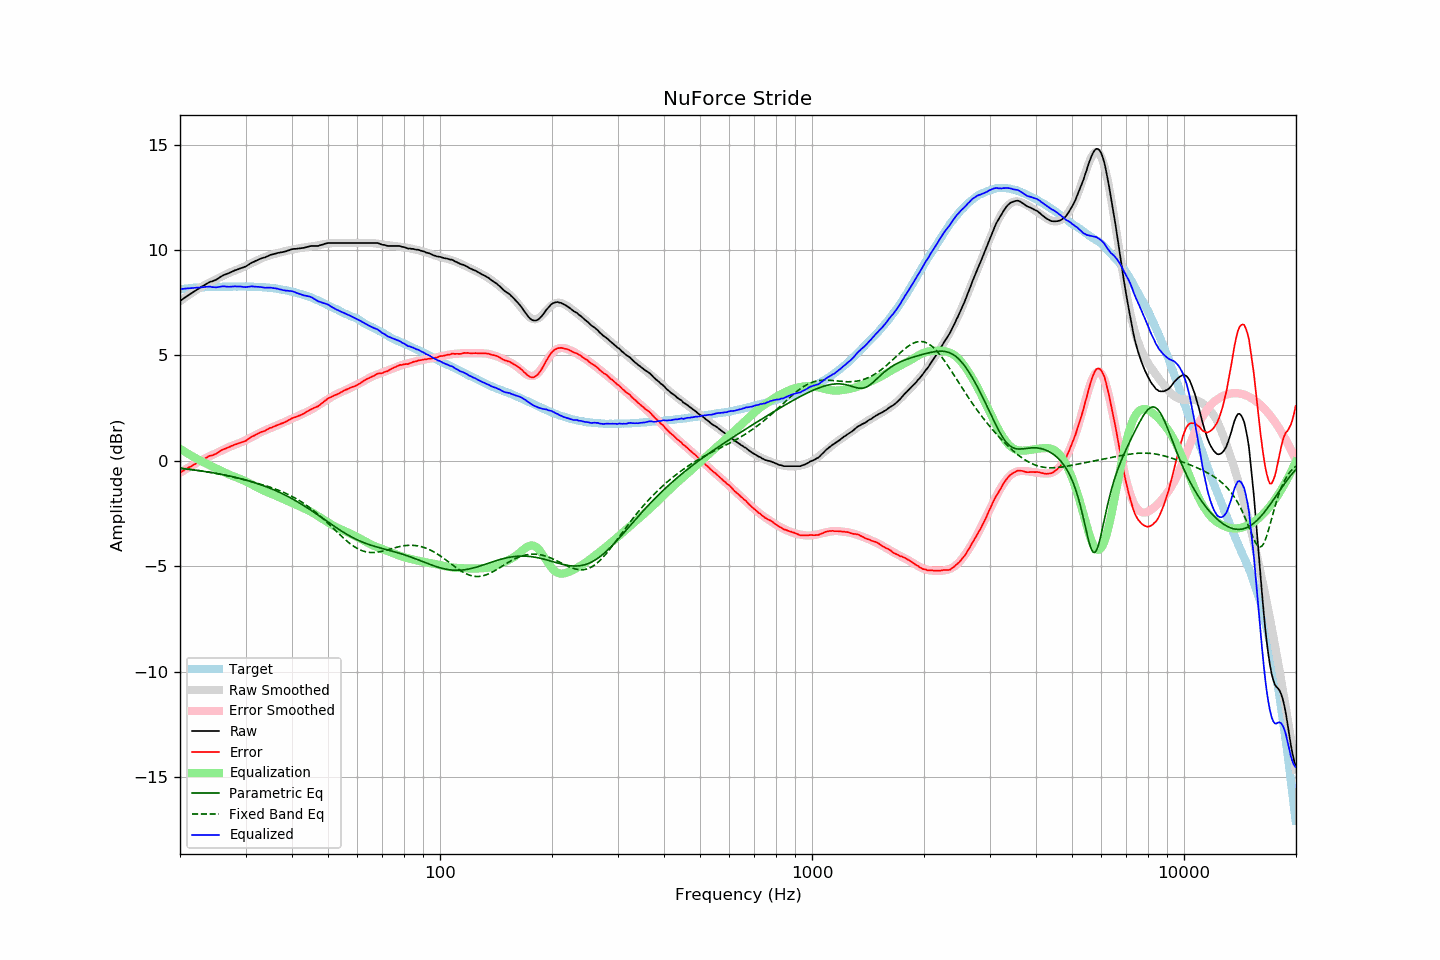 NuForce Stride
15
10
5
0
−5
−10
−15
Amplitude (dBr)
100
1000
10000
Frequency (Hz)
Target
Raw Smoothed
Error Smoothed
Raw
Error
Equalization
Parametric Eq
Fixed Band Eq
Equalized